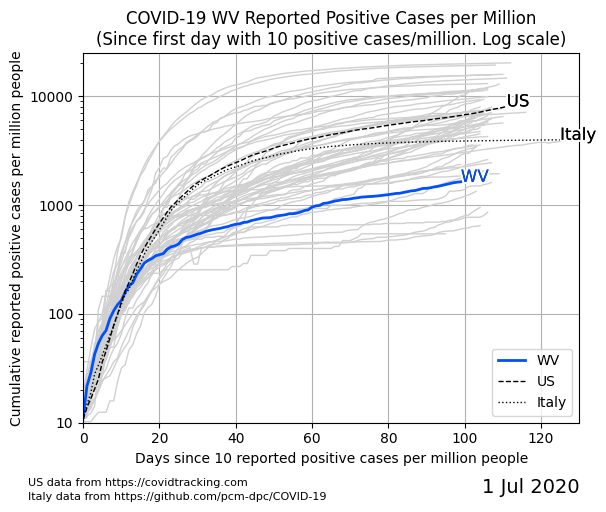 COVID-19 WV Reported Positive Cases per Million
(Since first day with 10 positive cases/million. Log scale)
Cumulative reported positive cases per million people
10000
1000
100
10
US
Italy
WV
WV
US
Italy
0 20 40 60 80 100 120
Days since 10 reported positive cases per million people
US data from https://covidtracking.com
Italy data from https://github.com/pcm-dpc/COVID-19
1 Jul 2020